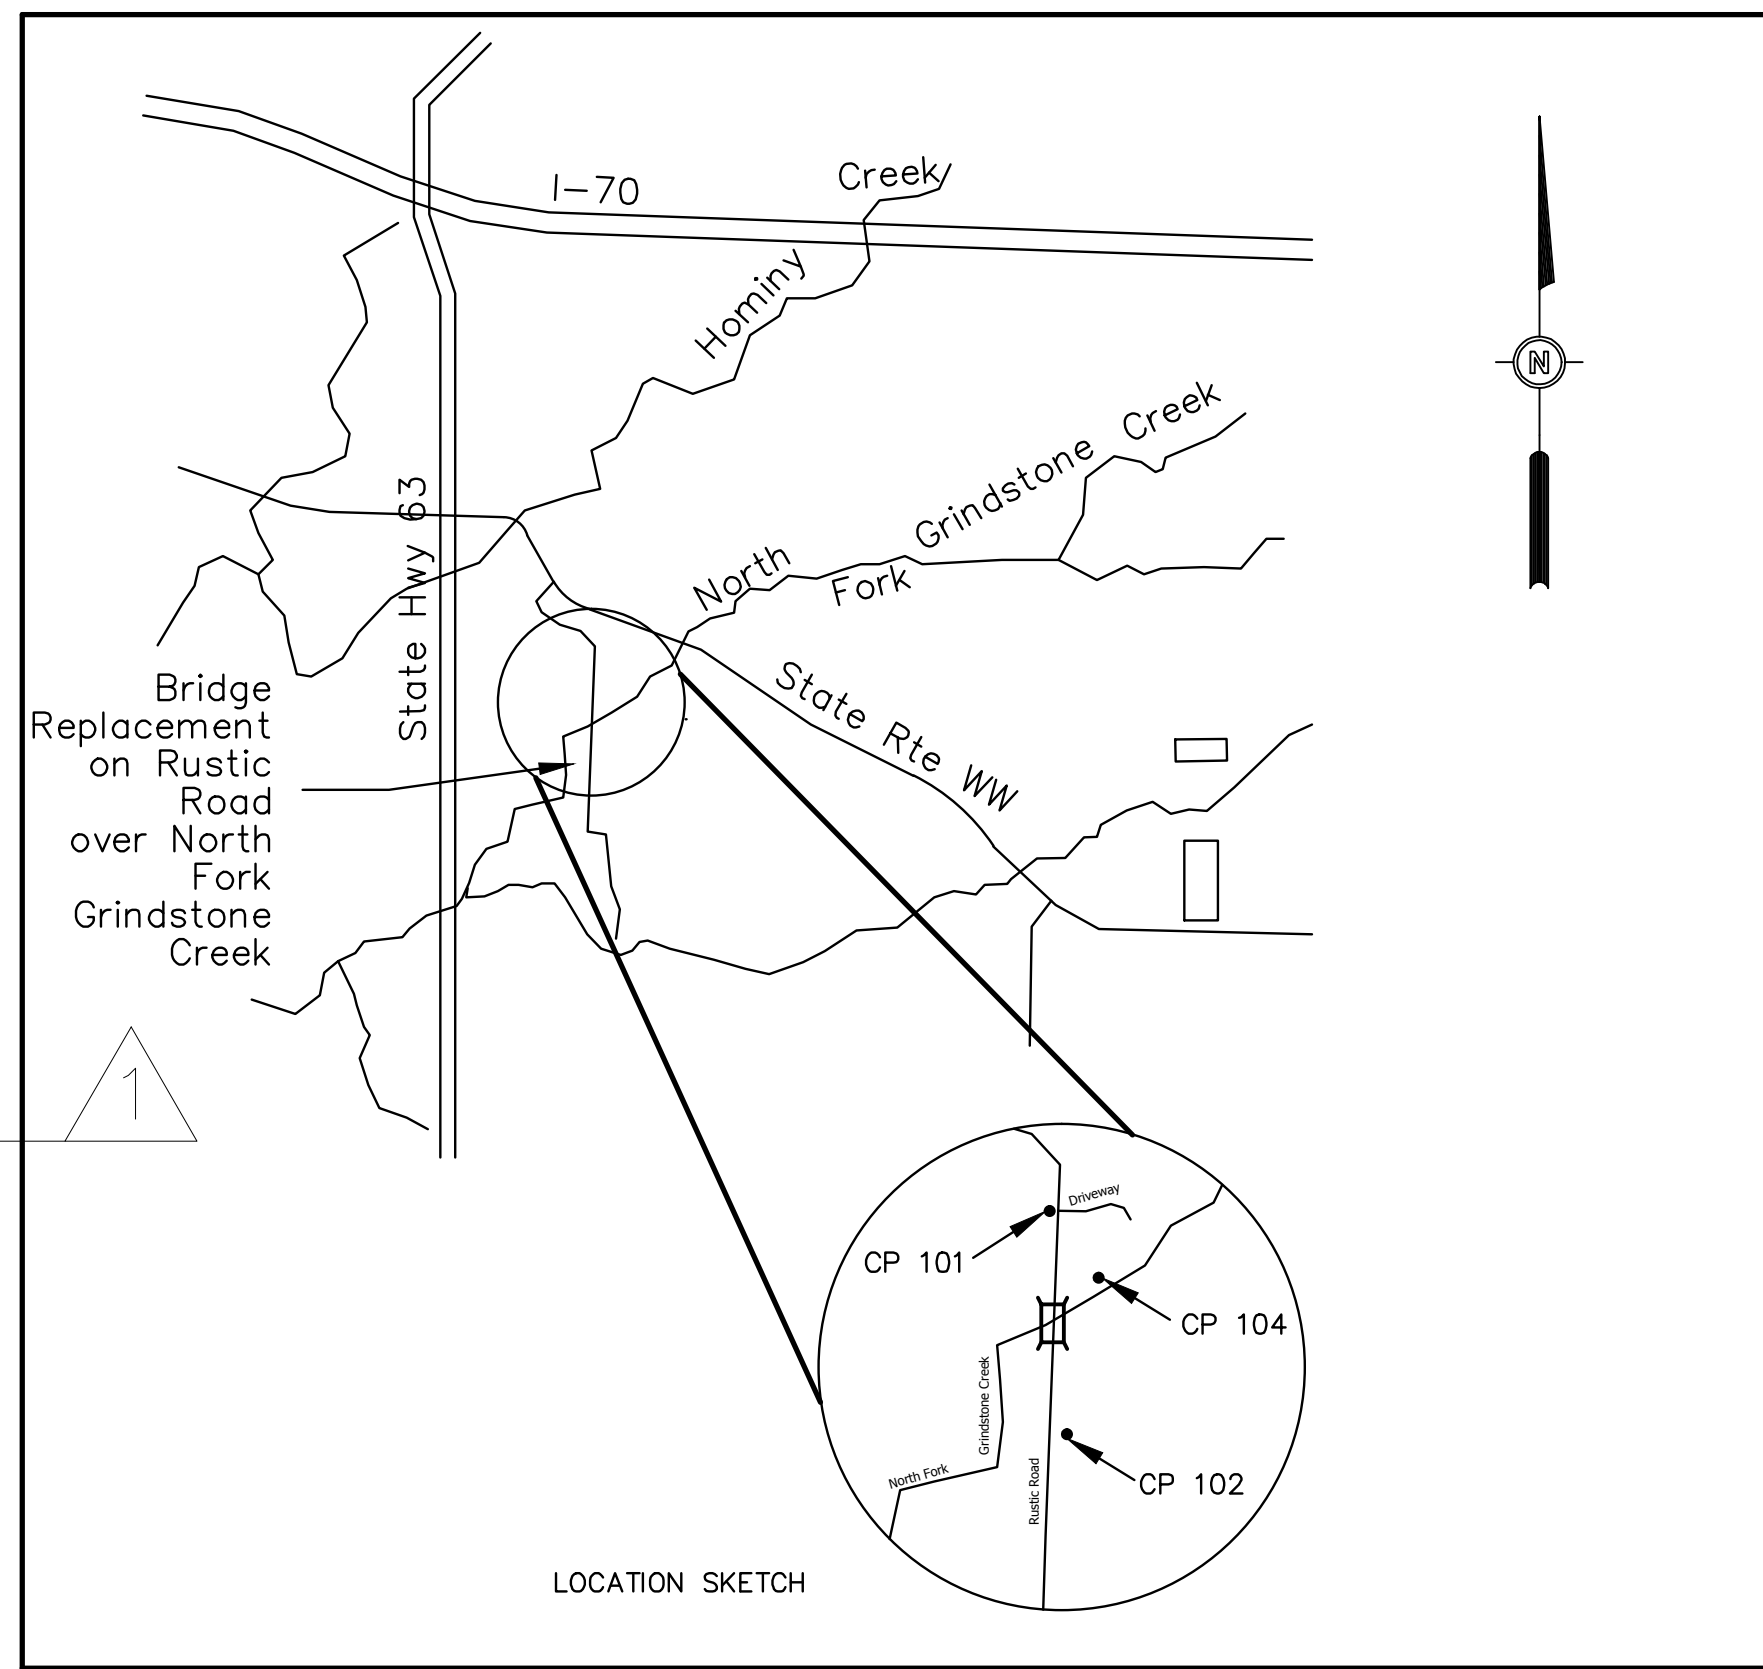 I-70
Creek
Hominy
N
Grindstone Creek
North
Fork
State Hwy 63
State Rte WW
Bridge
Replacement
on Rustic
Road
over North
Fork
Grindstone
Creek
1
Driveway
CP 101
CP 104
Grindstone Creek
North Fork
Rustic Road
CP 102
LOCATION SKETCH